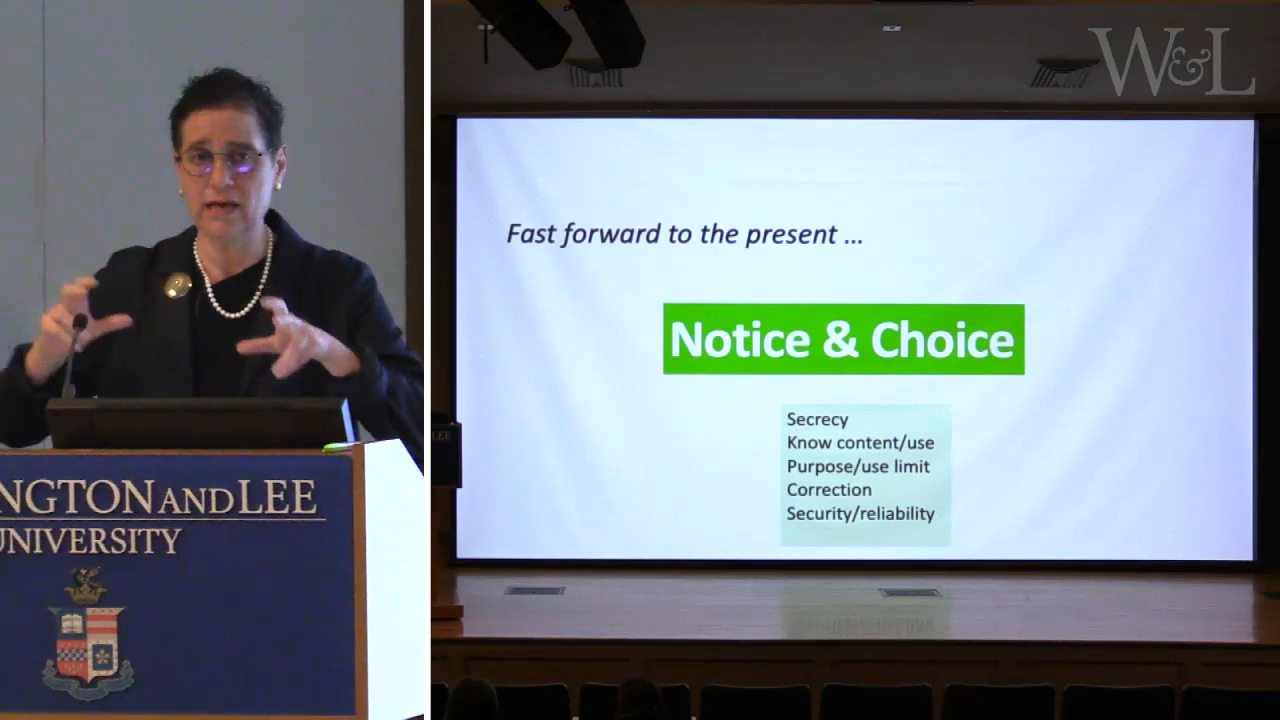 NGTON AND LEE
UNIVERSITY
W&L
Fast forward to the present ...
Notice & Choice
Secrecy
Know content/use
Purpose/use limit
Correction
Security/reliability
LEE